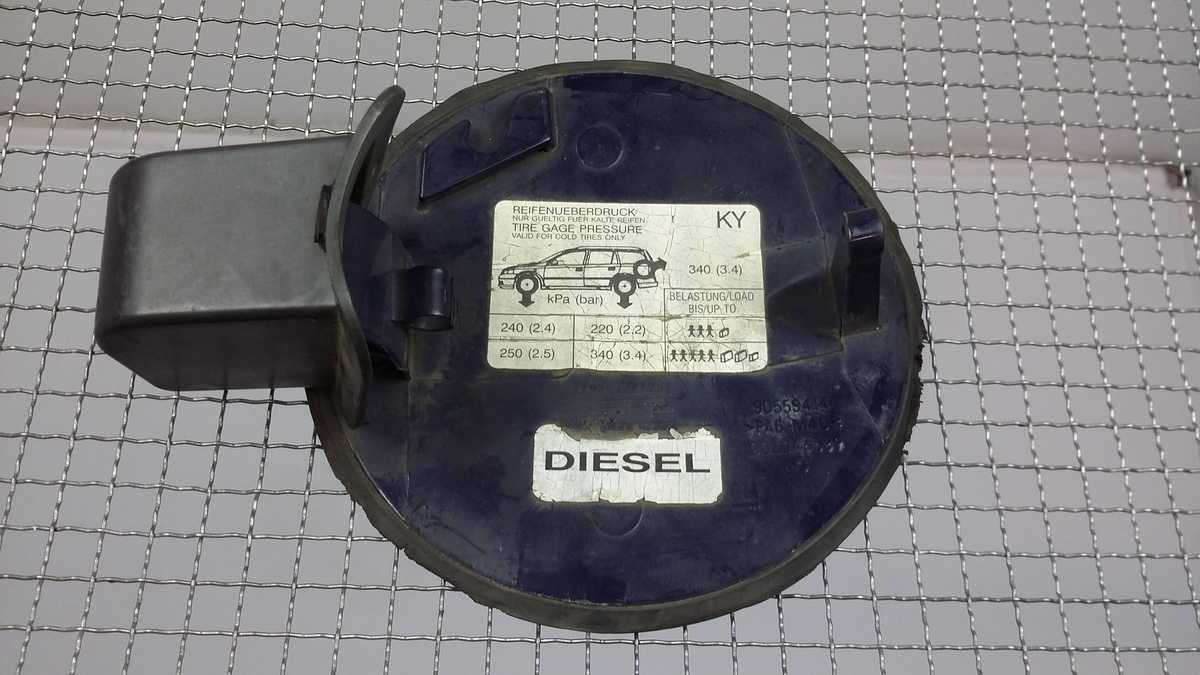 REIFENUEBERDRUCK
NUR GUELTIG FUER KALTE REIFEN
TIRE GAGE PRESSURE
VALID FOR COLD TIRES ONLY
KY
340 (3.4)
kPa (bar)
BELASTUNG/LOAD
BIS/UP TO
240 (2.4) 220 (2.2)
250 (2.5) 340 (3.4)
DIESEL